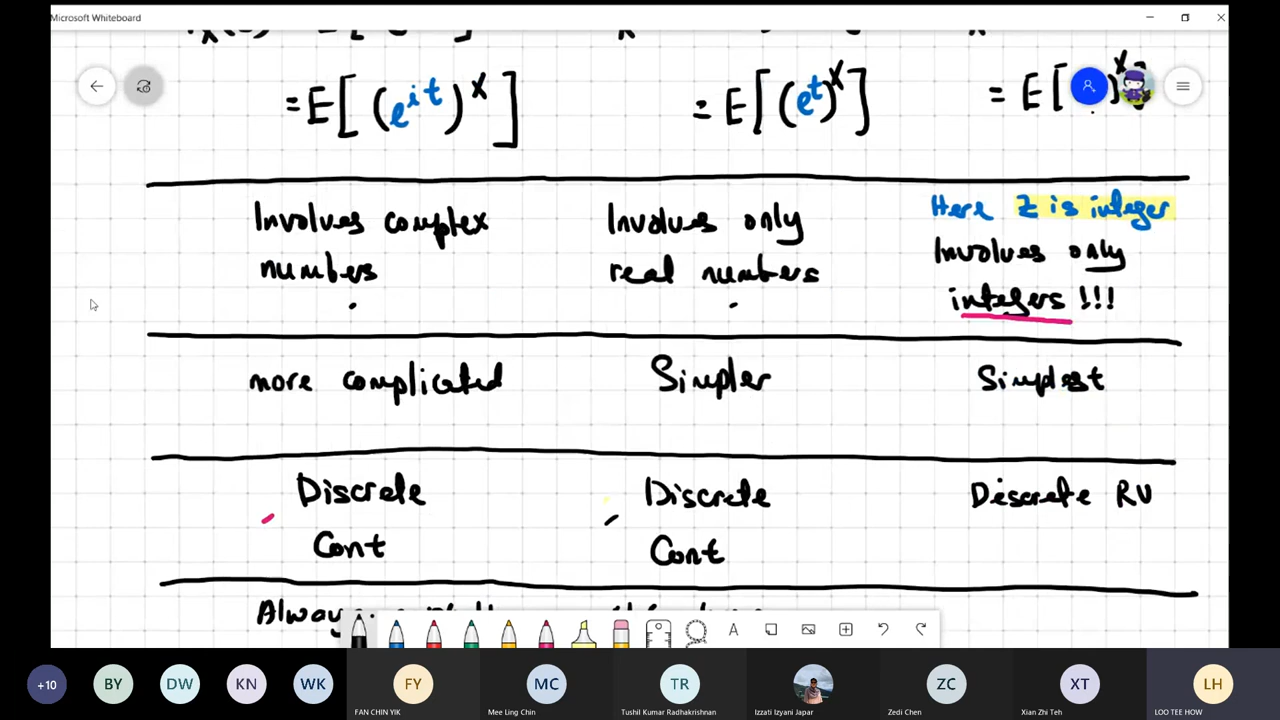 Microsoft Whiteboard
= E[(e^{it})^X]
= E[(e^t)^X]
= E[
Involves complex numbers
Involves only real numbers
Here Z is integer
Involves only integers !!!
more complicated
Simpler
Simplest
Discrete
Cont
Discrete
Cont
Discrete RV
Always
A
+10
BY
DW
KN
WK
FY
FAN CHIN YIK
MC
Mee Ling Chin
TR
Tushil Kumar Radhakrishnan
Izzati Izyani Japar
ZC
Zedi Chen
XT
Xian Zhi Teh
LH
LOO TEE HOW